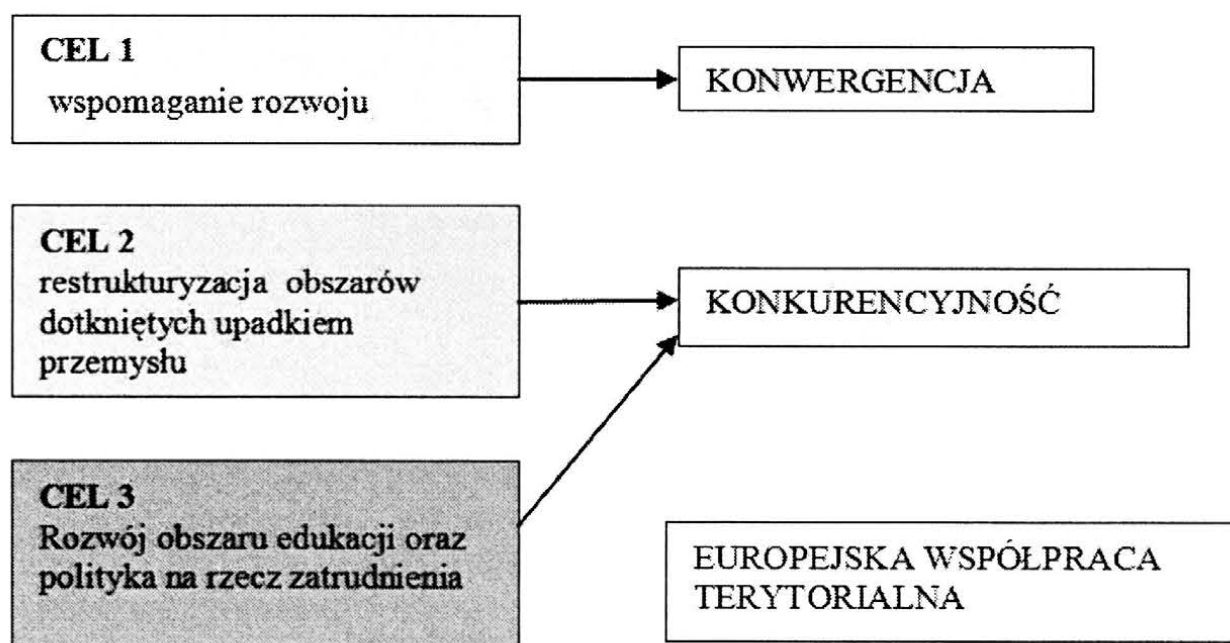 CEL 1
wspomaganie rozwoju
KONWERGENCJA
CEL 2
restrukturyzacja obszarów
dotkniętych upadkiem
przemysłu
KONKURENCYJNOŚĆ
CEL 3
Rozwój obszaru edukacji oraz
polityka na rzecz zatrudnienia
EUROPEJSKA WSPÓŁPRACA
TERYTORIALNA